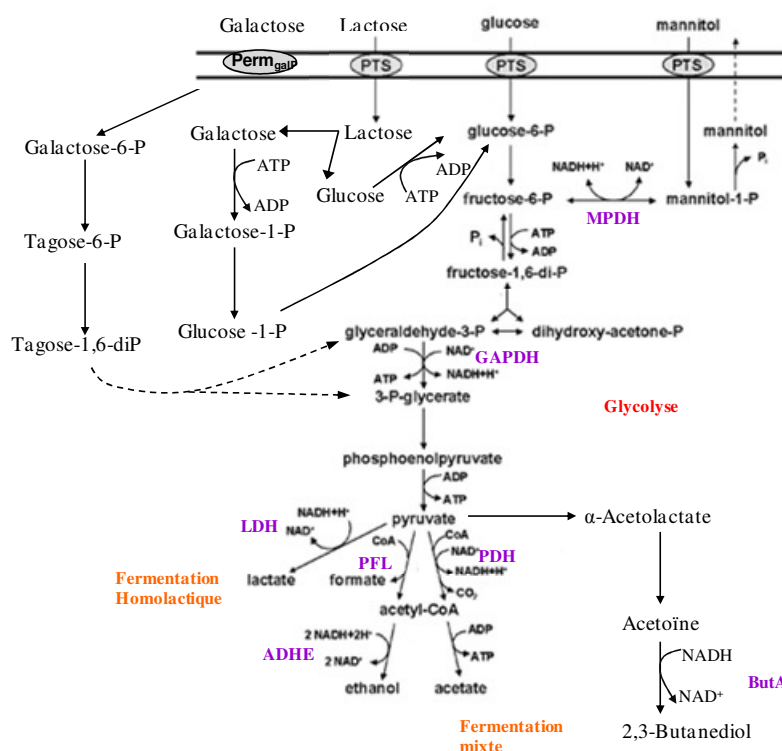 Galactose Lactose glucose mannitol
Perm galP PTS PTS PTS
Galactose Lactose glucose-6-P mannitol
Galactose-6-P ATP ADP P i
Glucose ATP NADH+H⁺ NAD⁺
ADP fructose-6-P mannitol-1-P
MPDH
Tagose-6-P Galactose-1-P P i ATP
ADP
fructose-1,6-di-P
Tagose-1,6-diP Glucose -1-P glyceraldehyde-3-P dihydroxy-acetone-P
ADP NAD⁺ GAPDH
ATP NADH+H⁺
3-P-glycerate
Glycolyse
phosphoenolpyruvate
ADP
ATP
LDH NADH+H⁺ pyruvate α-Acetolactate
NAD⁺ CoA CoA
PFL NAD⁺ PDH
Fermentation lactate formate NADH+H⁺
Homolactique CO₂
acetyl-CoA Acetoïne
2 NADH+2H⁺ ADP
ADHE NADH
2 NAD⁺ ATP ButA
NAD⁺
ethanol acetate
Fermentation 2,3-Butanediol
mixte